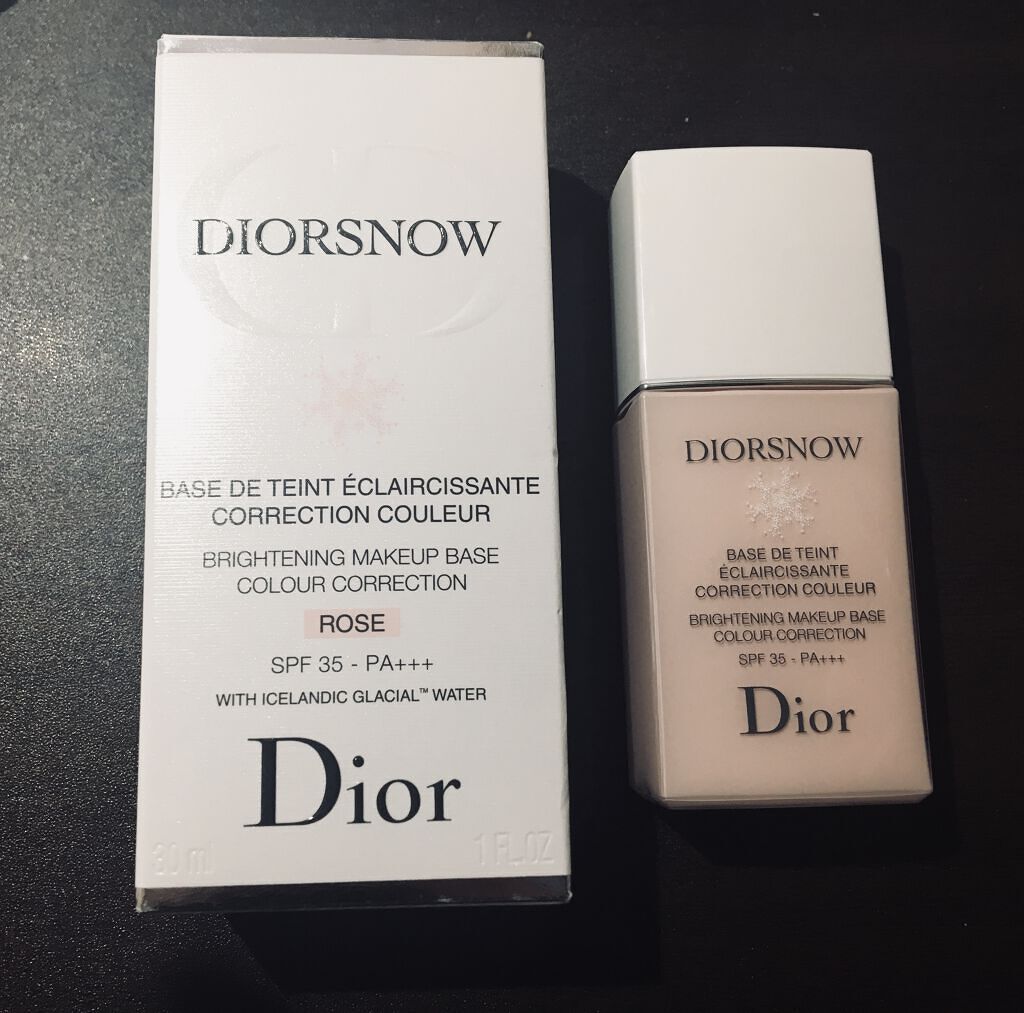 DIORSNOW
BASE DE TEINT ÉCLAIRCISSANTE
CORRECTION COULEUR
BRIGHTENING MAKEUP BASE
COLOUR CORRECTION
ROSE
SPF 35 - PA+++
WITH ICELANDIC GLACIAL™ WATER
Dior
30 ml 1 FL.OZ
DIORSNOW
BASE DE TEINT
ÉCLAIRCISSANTE
CORRECTION COULEUR
BRIGHTENING MAKEUP BASE
COLOUR CORRECTION
SPF 35 - PA+++
Dior